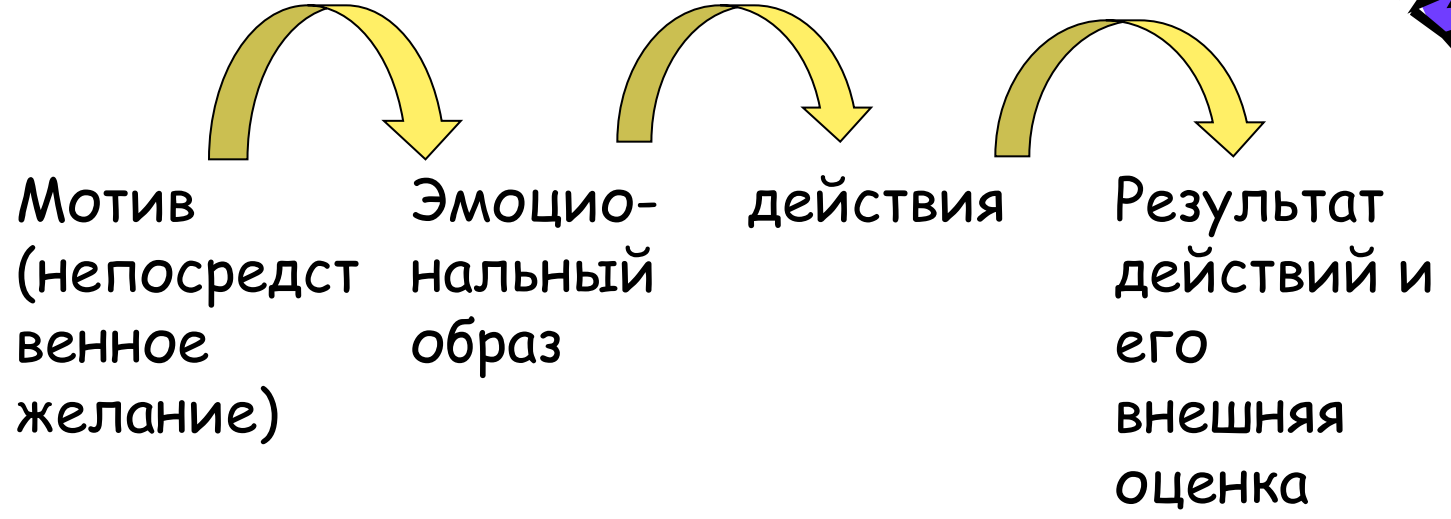 Мотив
(непосредст
венное
желание)
Эмоцио-
нальный
образ
действия
Результат
действий и
его
внешняя
оценка